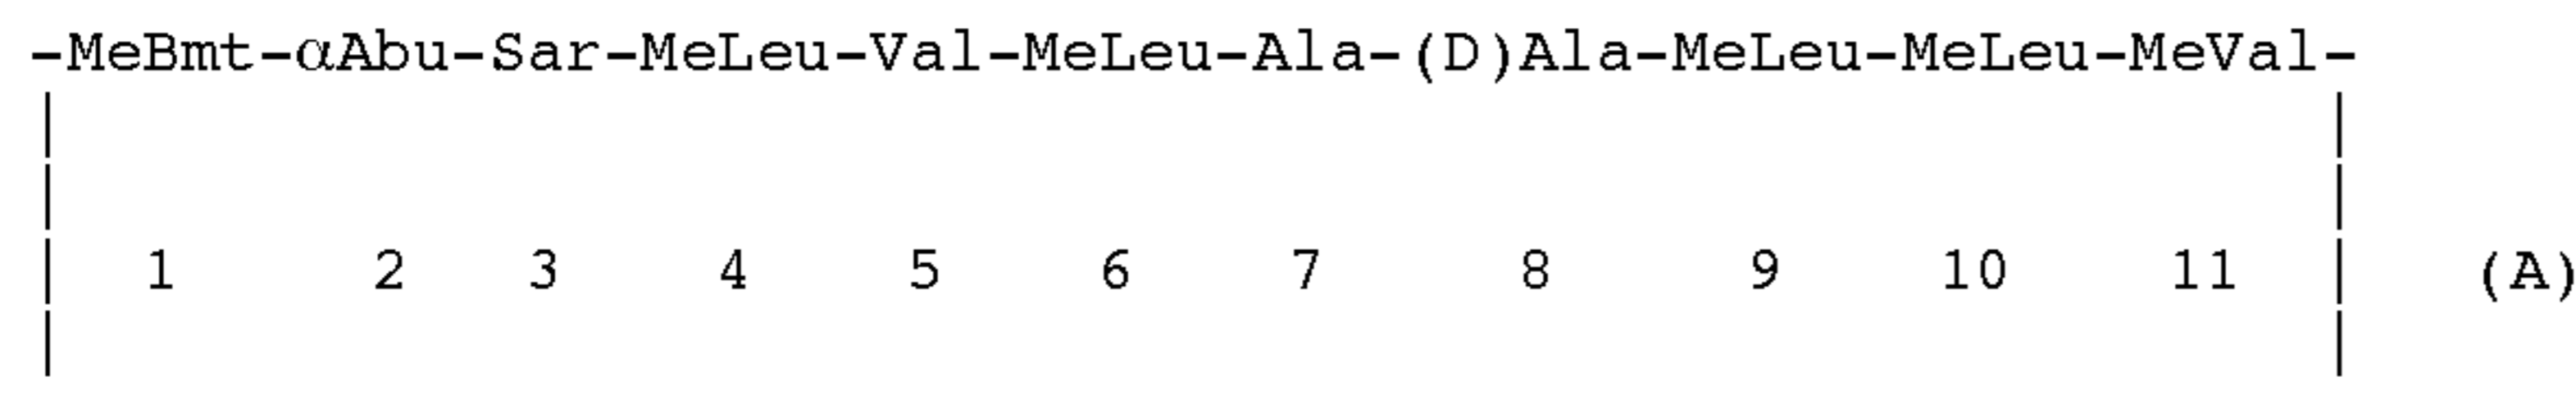 -MeBmt-αAbu-Sar-MeLeu-Val-MeLeu-Ala-(D)Ala-MeLeu-MeLeu-MeVal-
1 2 3 4 5 6 7 8 9 10 11 (A)